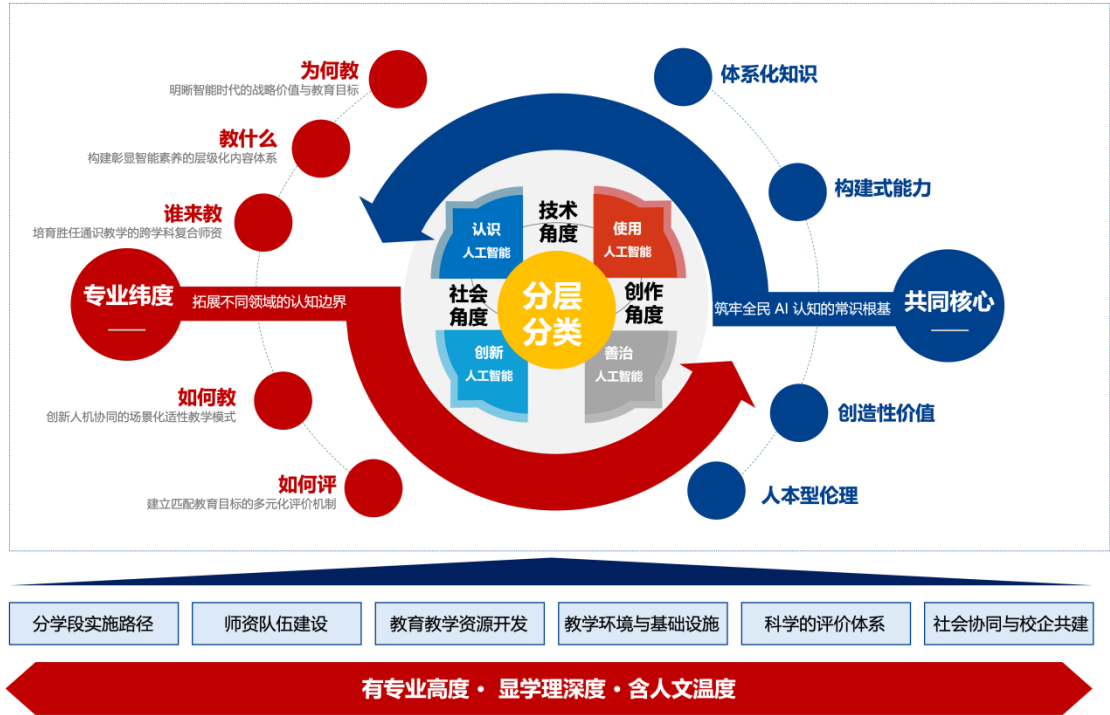 为何教
明晰智能时代的战略价值与教育目标
教什么
构建彰显智能素养的层级化内容体系
谁来教
培育胜任通识教学的跨学科复合师资
专业纬度
拓展不同领域的认知边界
如何教
创新人机协同的场景化适性教学模式
如何评
建立匹配教育目标的多元化评价机制
技术
角度
认识
人工智能
使用
人工智能
社会
角度
分层
分类
创作
角度
创新
人工智能
善治
人工智能
体系化知识
构建式能力
筑牢全民 AI 认知的常识根基
共同核心
创造性价值
人本型伦理
分学段实施路径
师资队伍建设
教育教学资源开发
教学环境与基础设施
科学的评价体系
社会协同与校企共建
有专业高度· 显学理深度·含人文温度